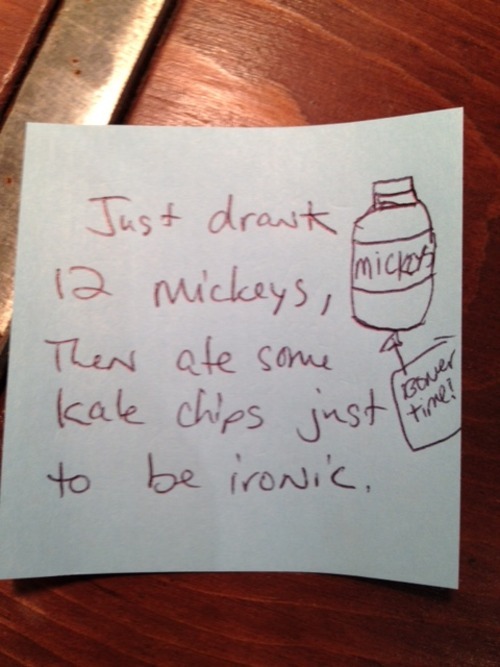 Just drank
12 Mickeys,
Then ate some
kale chips just
to be ironic.
mickeys
Boner
time!